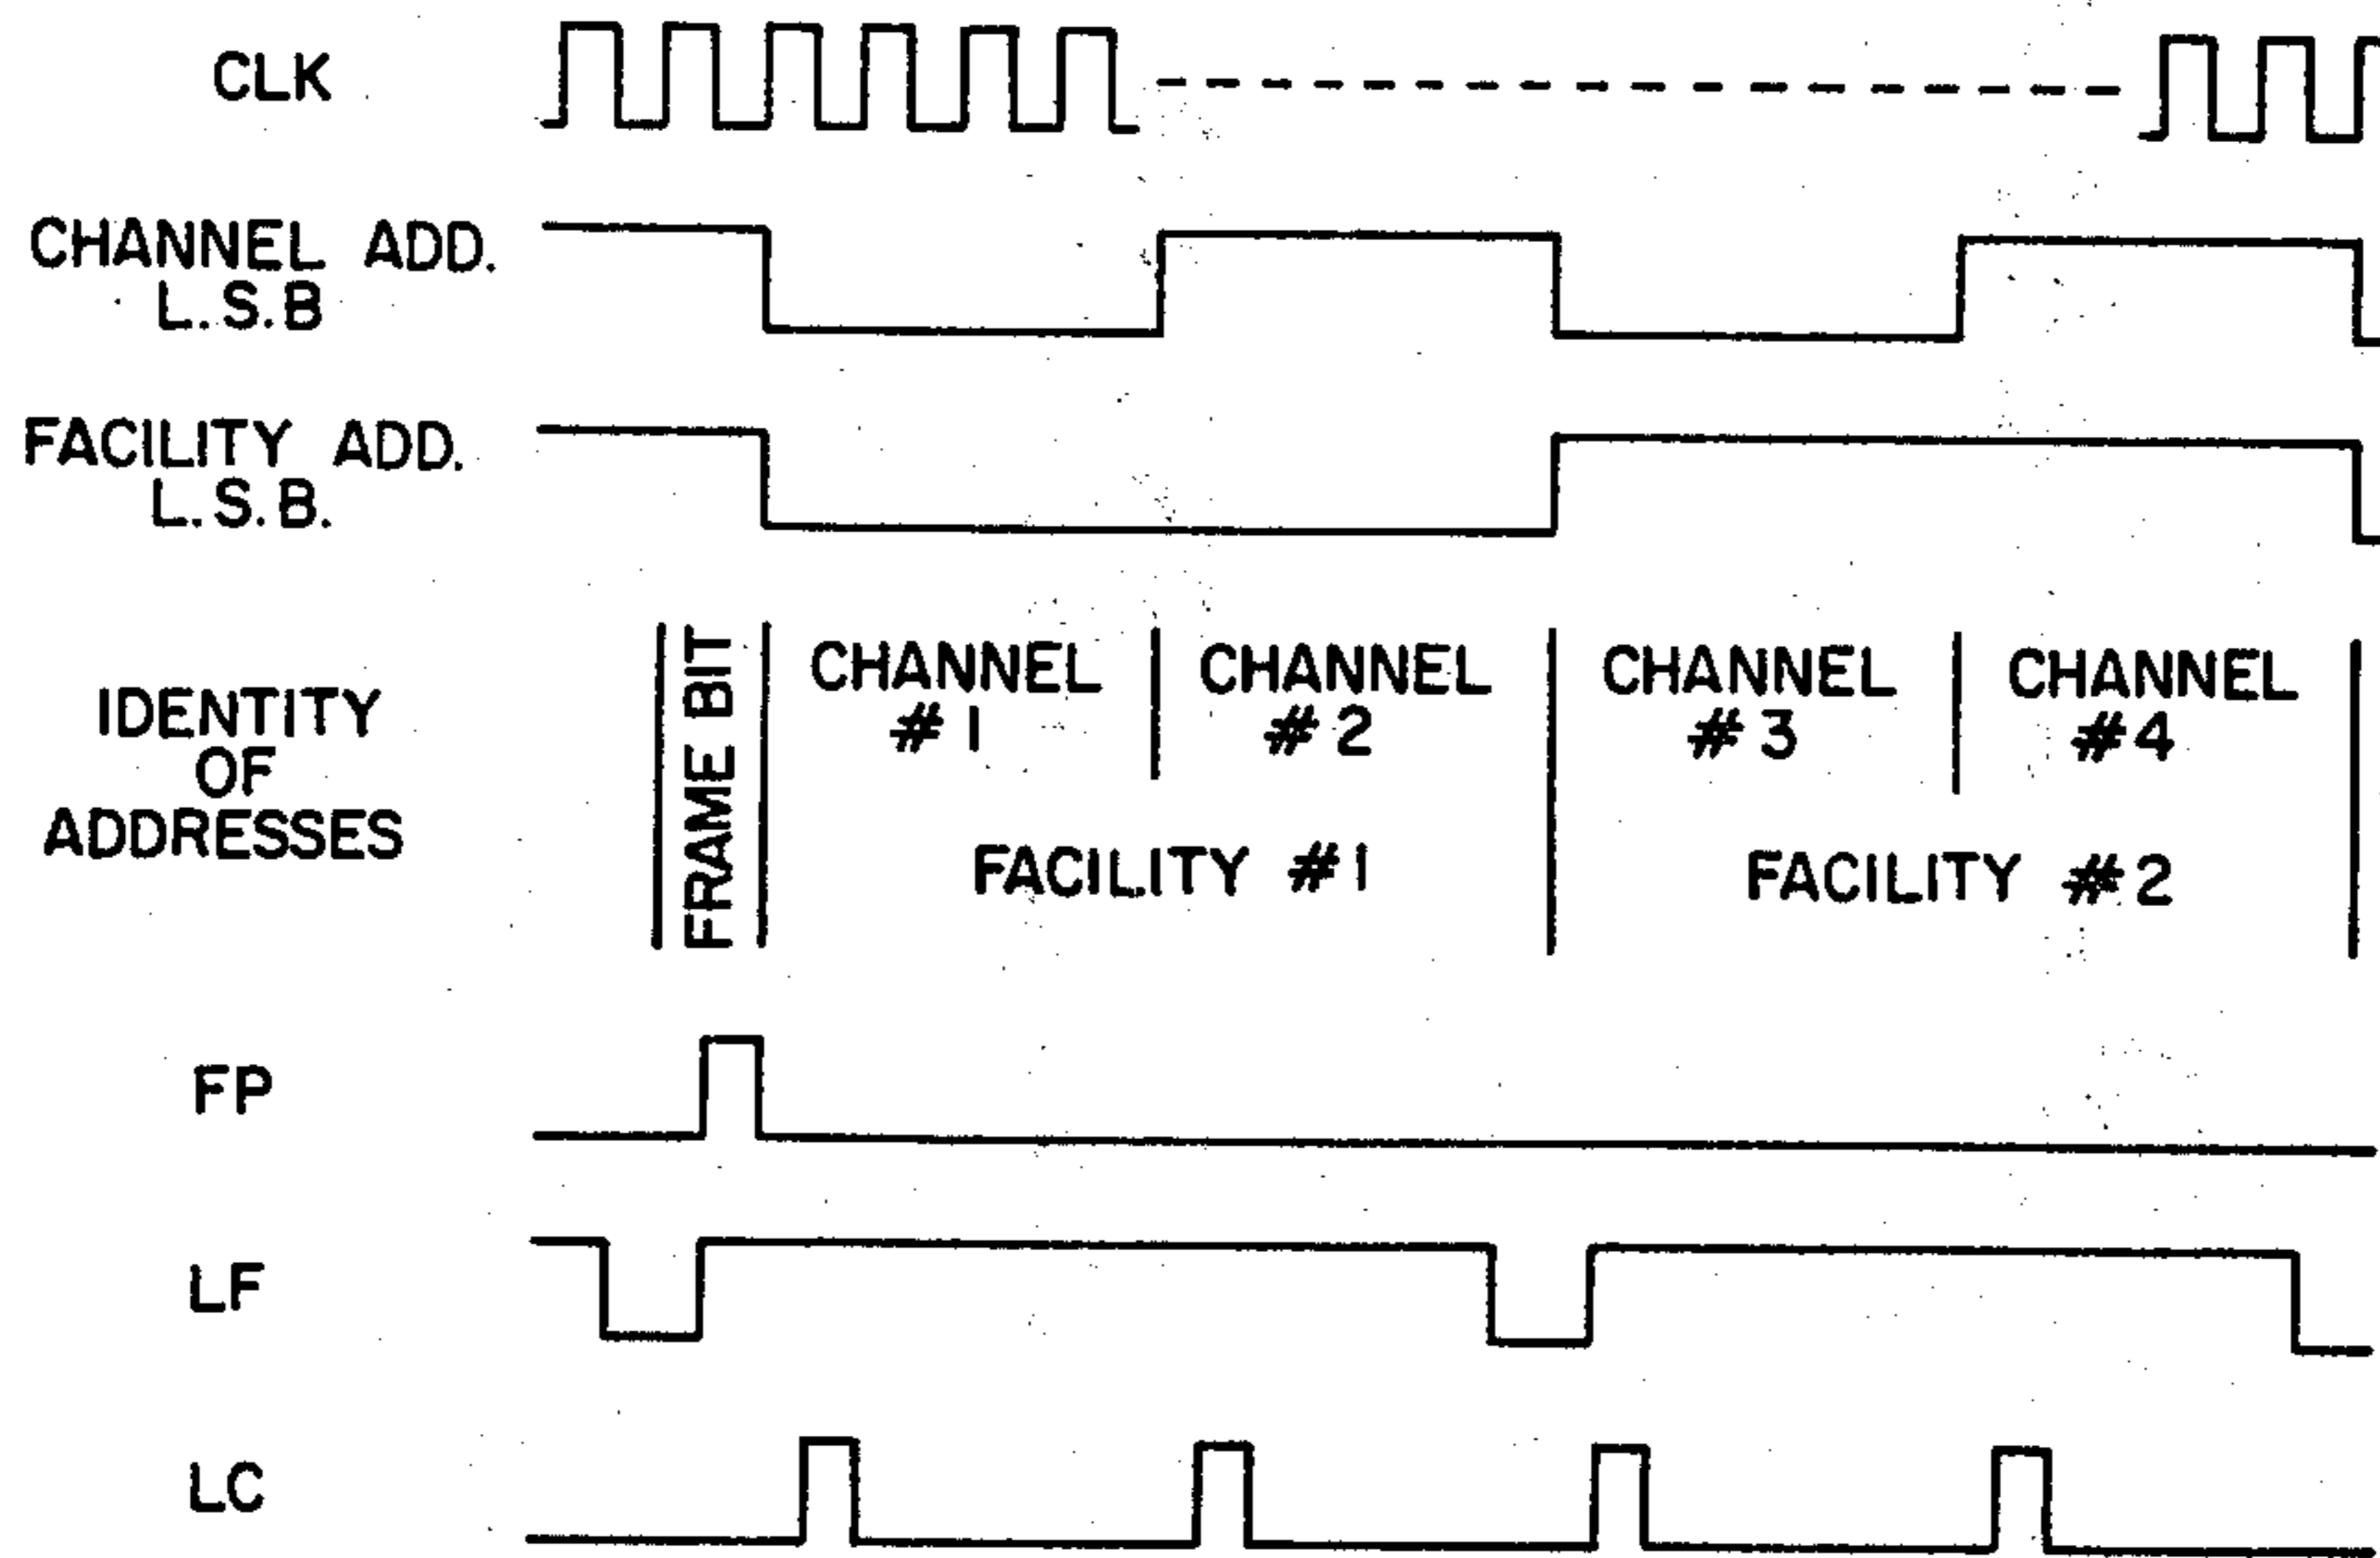 CLK
CHANNEL ADD.
L.S.B
FACILITY ADD.
L.S.B.
IDENTITY
OF
ADDRESSES
FRAME BIT
CHANNEL
#1
CHANNEL
#2
CHANNEL
#3
CHANNEL
#4
FACILITY #1
FACILITY #2
FP
LF
LC